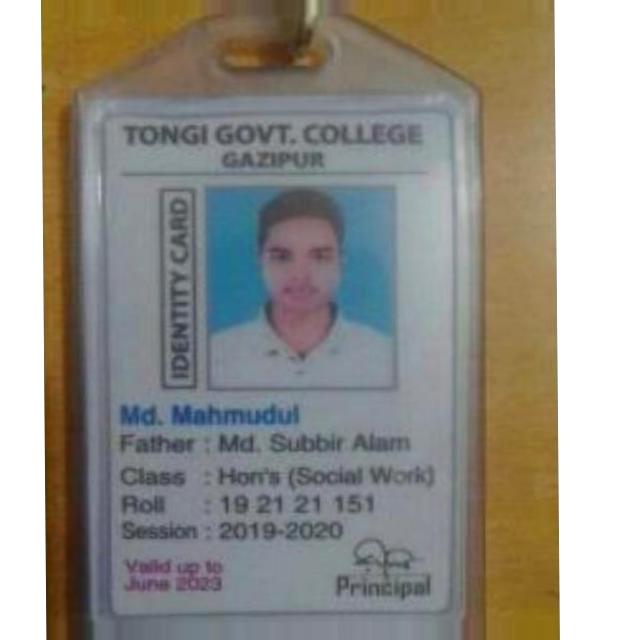 TONGI GOVT. COLLEGE
GAZIPUR
IDENTITY CARD
Md. Mahmudul
Father : Md. Subbir Alam
Class : Hon's (Social Work)
Roll : 19 21 21 151
Session : 2019-2020
Valid up to
June 2023
Principal